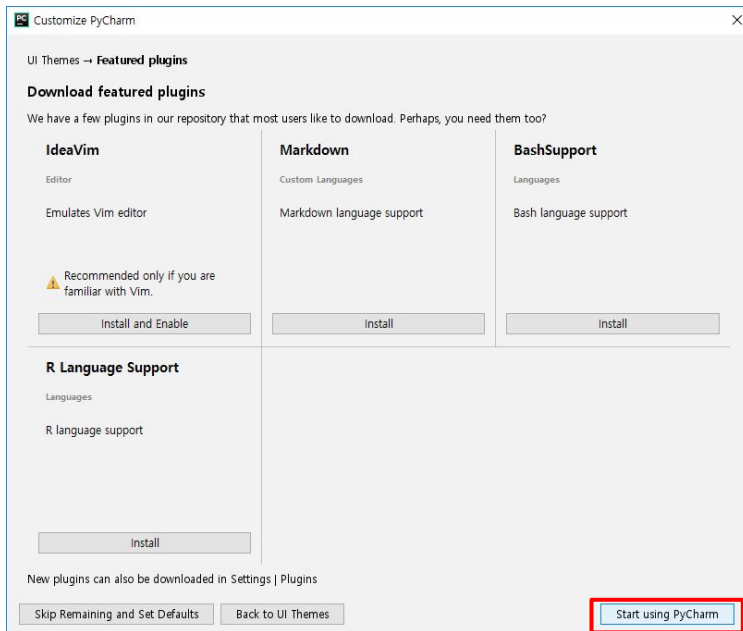 PC Customize PyCharm
UI Themes → Featured plugins
Download featured plugins
We have a few plugins in our repository that most users like to download. Perhaps, you need them too?
IdeaVim
Editor
Emulates Vim editor
Recommended only if you are
familiar with Vim.
Install and Enable
Markdown
Custom Languages
Markdown language support
Install
BashSupport
Languages
Bash language support
Install
R Language Support
Languages
R language support
Install
New plugins can also be downloaded in Settings | Plugins
Skip Remaining and Set Defaults
Back to UI Themes
Start using PyCharm